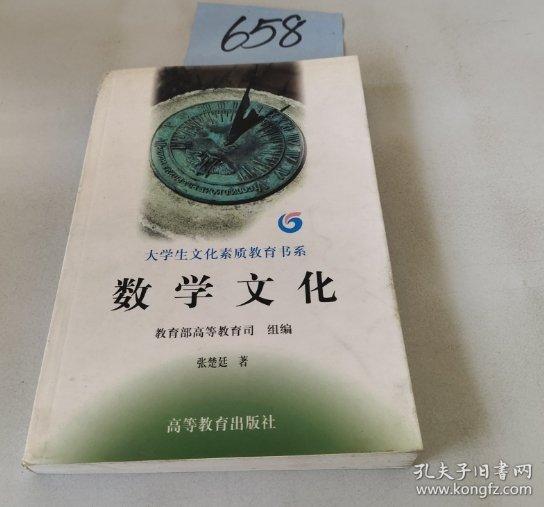 658
大学生文化素质教育书系
数学文化
教育部高等教育司 组编
张楚廷 著
高等教育出版社
孔夫子旧书网
book.kongfz.com